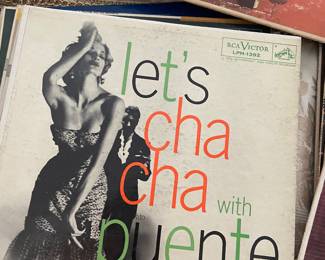 RCA VICTOR
LPM-1392
let's
cha
cha with
puente